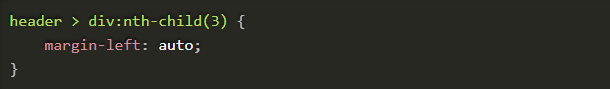 header > div:nth-child(3) {
    margin-left: auto;
}